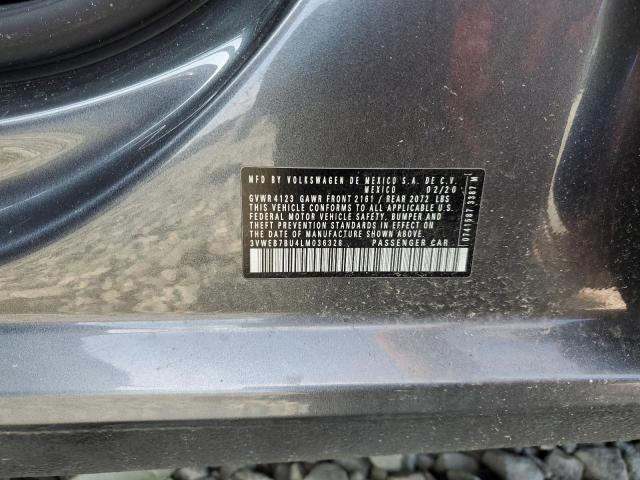 MFD BY VOLKSWAGEN DE MEXICO S.A. DE C.V.
MEXICO 02/20
GVWR 4123 GAWR FRONT 2161 / REAR 2072 LBS
THIS VEHICLE CONFORMS TO ALL APPLICABLE U.S.
FEDERAL MOTOR VEHICLE SAFETY, BUMPER AND
THEFT PREVENTION STANDARDS IN EFFECT ON THE
DATE OF MANUFACTURE SHOWN ABOVE.
3VWEB7BU4LM036328 PASSENGER CAR
0741587 3387 M